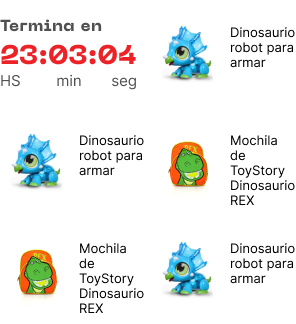 Termina en
23:03:04
HS min seg
Dinosaurio
robot para
armar
Dinosaurio
robot para
armar
Mochila
de
ToyStory
Dinosaurio
REX
Mochila
de
ToyStory
Dinosaurio
REX
Dinosaurio
robot para
armar
REX